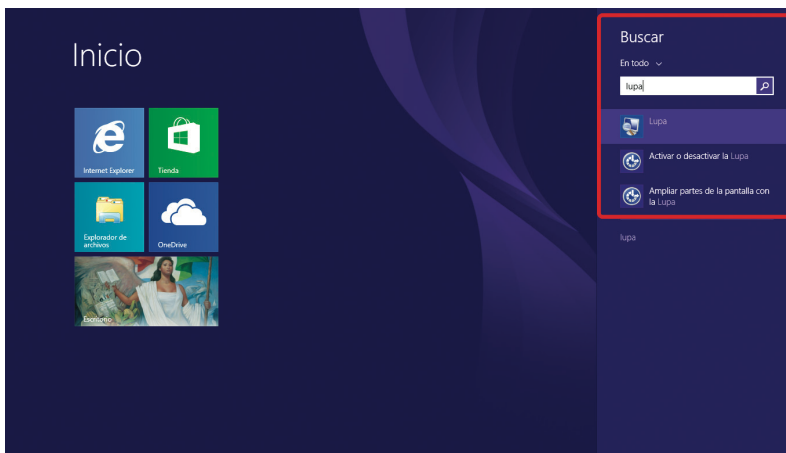 Inicio
Internet Explorer
Tienda
Explorador de
archivos
OneDrive
Escritorio
Buscar
En todo
lupa
Lupa
Activar o desactivar la Lupa
Ampliar partes de la pantalla con
la Lupa
lupa